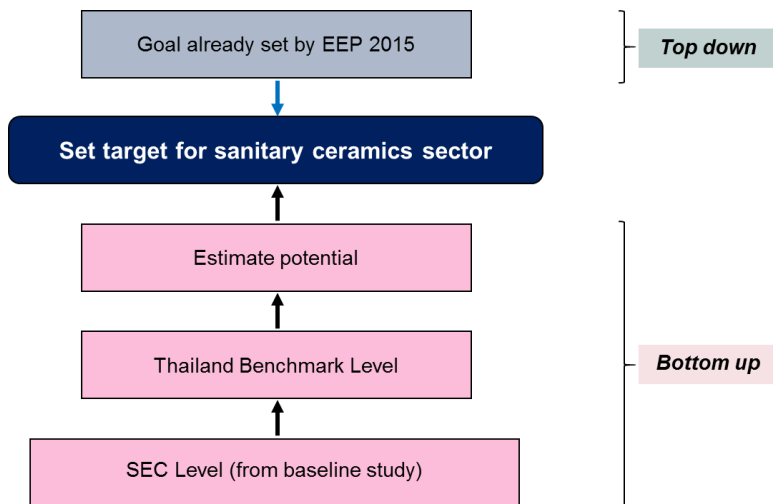 Goal already set by EEP 2015
Top down
Set target for sanitary ceramics sector
Estimate potential
Thailand Benchmark Level
Bottom up
SEC Level (from baseline study)